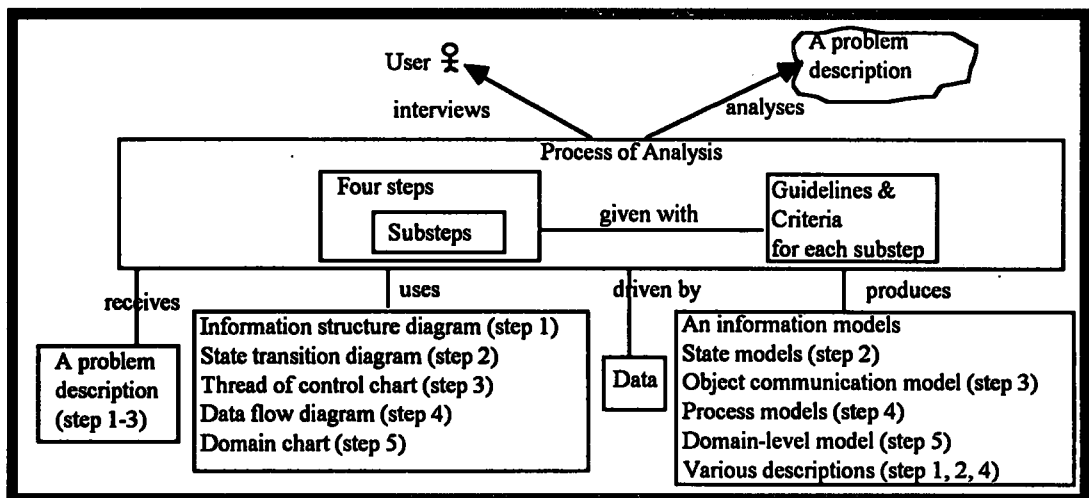 User
A problem
description
interviews
analyses
Process of Analysis
Four steps
Substeps
given with
Guidelines &
Criteria
for each substep
receives
uses
driven by
produces
A problem
description
(step 1-3)
Information structure diagram (step 1)
State transition diagram (step 2)
Thread of control chart (step 3)
Data flow diagram (step 4)
Domain chart (step 5)
Data
An information models
State models (step 2)
Object communication model (step 3)
Process models (step 4)
Domain-level model (step 5)
Various descriptions (step 1, 2, 4)